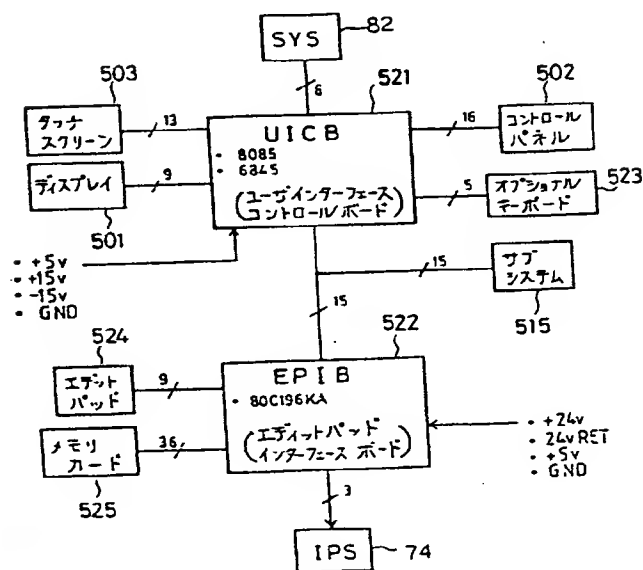 SYS
82
6
503
521
502
タッチ
スクリーン
13
UICB
• 8085
• 6845
(ユーザインターフェース
コントロールボード)
16
コントロール
パネル
ディスプレイ
9
501
5
オプショナル
キーボード
523
• +5v
• +15v
• -15v
• GND
15
サブ
システム
515
15
524
522
エディット
パッド
9
EPIB
• 80C196KA
(エディットパッド
インターフェース ボード)
メモリ
カード
36
525
• +24v
• 24vRET
• +5v
• GND
3
IPS
74